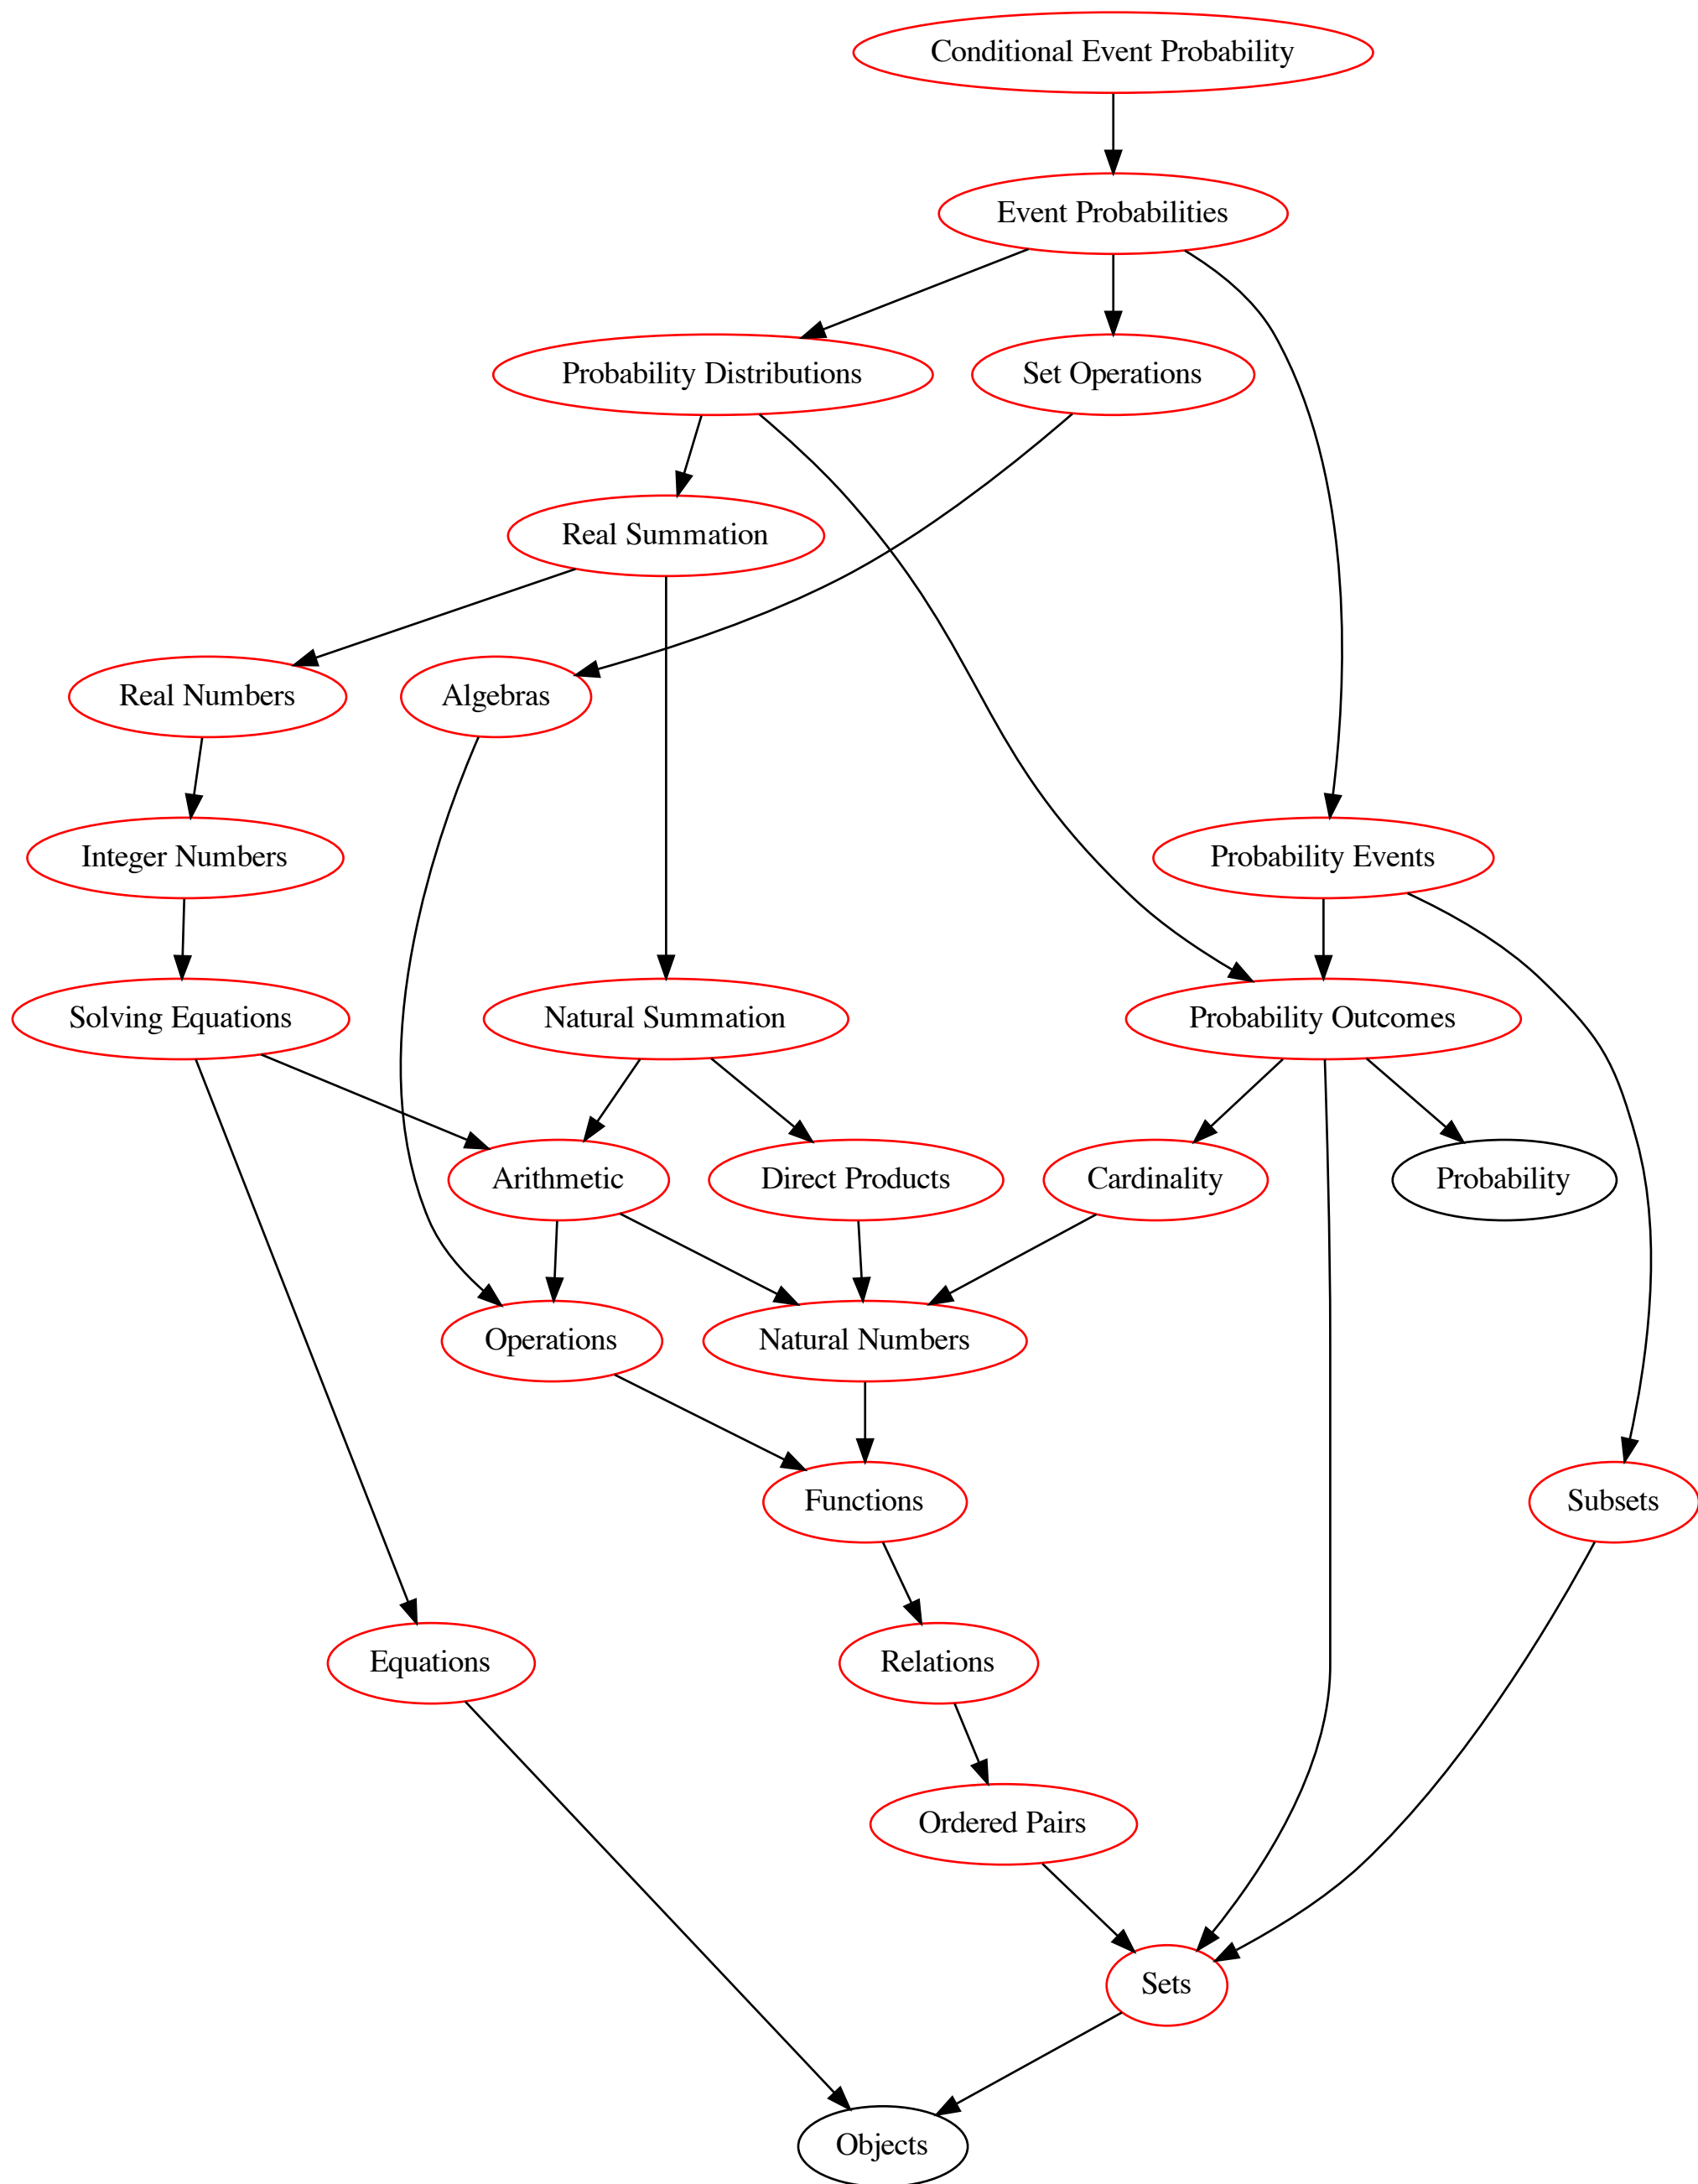 Conditional Event Probability
Event Probabilities
Probability Distributions
Set Operations
Real Summation
Real Numbers
Algebras
Integer Numbers
Probability Events
Solving Equations
Natural Summation
Probability Outcomes
Arithmetic
Direct Products
Cardinality
Probability
Operations
Natural Numbers
Functions
Subsets
Equations
Relations
Ordered Pairs
Sets
Objects